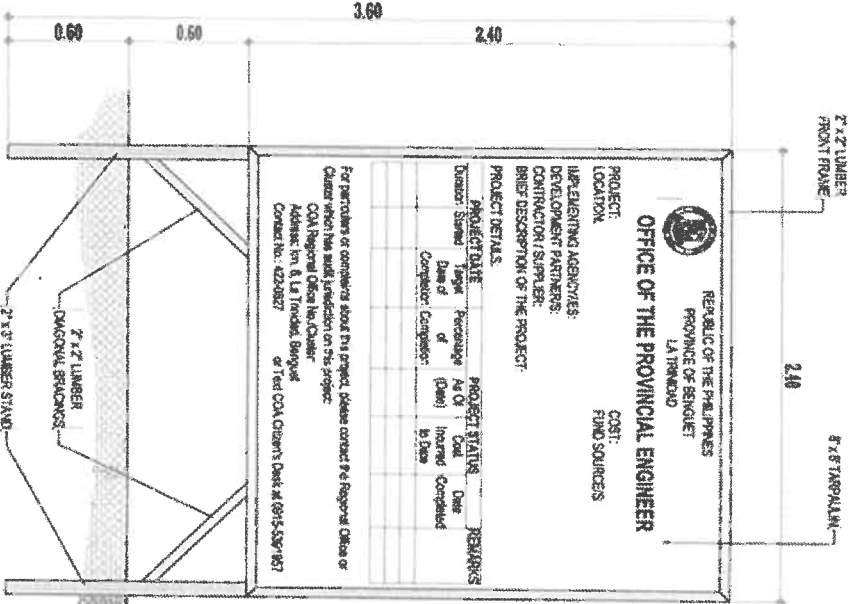 3.60
0.60
0.60
2.40
2.40
2" x 2" LUMBER
FRONT FRAME
8' x 8' TARPAULIN
REPUBLIC OF THE PHILIPPINES
PROVINCE OF BENGUET
LA TRINIDAD
OFFICE OF THE PROVINCIAL ENGINEER
PROJECT:
LOCATION:
COST:
FUND SOURCE/S:
IMPLEMENTING AGENCY/IES:
DEVELOPMENT PARTNER/S:
CONTRACTOR / SUPPLIER:
BRIEF DESCRIPTION OF THE PROJECT:
PROJECT DETAILS:
PROJECT DATE PROJECT STATUS REMARKS
Duration Started Target Date of Completion Percentage of Completion As Of (Date) Cost Incurred to Date Date Completed
For particulars or complaints about this project, please contact the Regional Office or
Cluster which has audit jurisdiction on this project:
COA Regional Office No./Cluster:
Address: km. 6, La Trinidad, Benguet
Contact No.: 422-0827 or Text COA Citizen's Desk at
2" x 2" LUMBER
DIAGONAL BRACINGS
2" x 3" LUMBER STAND